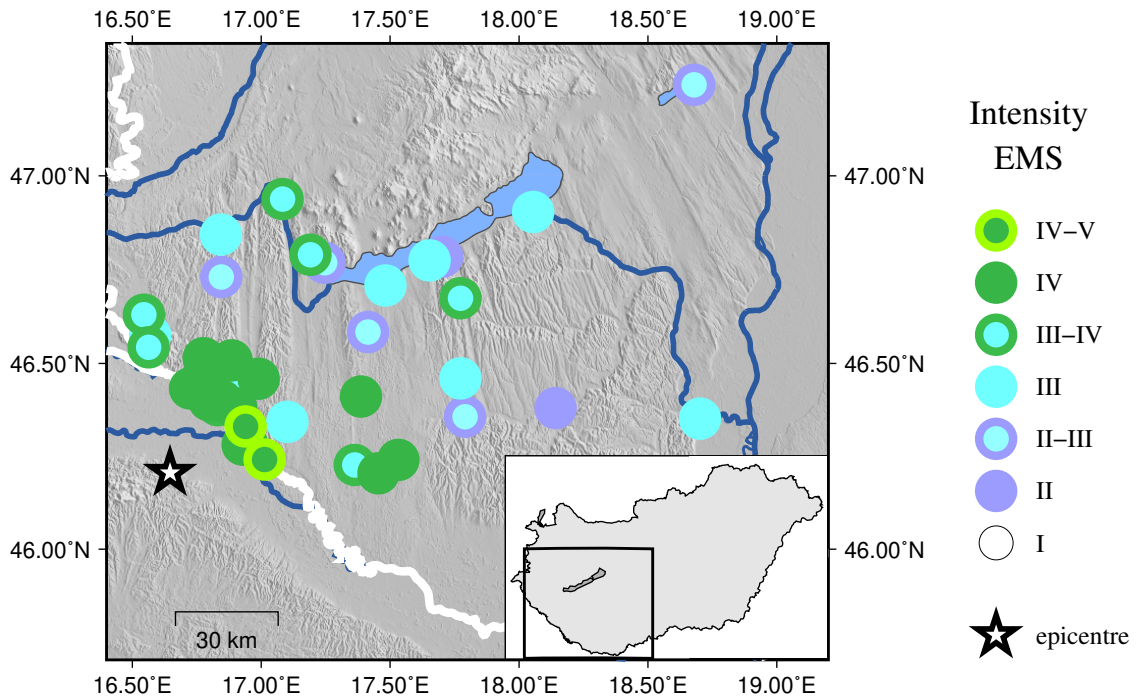 16.50˚E 17.00˚E 17.50˚E 18.00˚E 18.50˚E 19.00˚E
47.00˚N 47.00˚N
46.50˚N 46.50˚N
46.00˚N 46.00˚N
30 km
16.50˚E 17.00˚E 17.50˚E 18.00˚E 18.50˚E 19.00˚E
Intensity
EMS
IV–V
IV
III–IV
III
II–III
II
I
epicentre